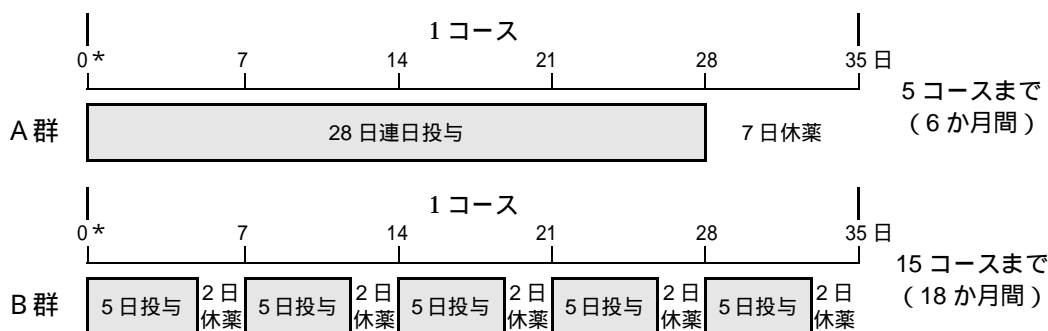 1 コース
0* 7 14 21 28 35 日
A 群 28 日連日投与 7 日休薬
5 コースまで
（6 か月間）
1 コース
0* 7 14 21 28 35 日
B 群 5 日投与 2 日休薬 5 日投与 2 日休薬 5 日投与 2 日休薬 5 日投与 2 日休薬 5 日投与 2 日休薬
15 コースまで
（18 か月間）